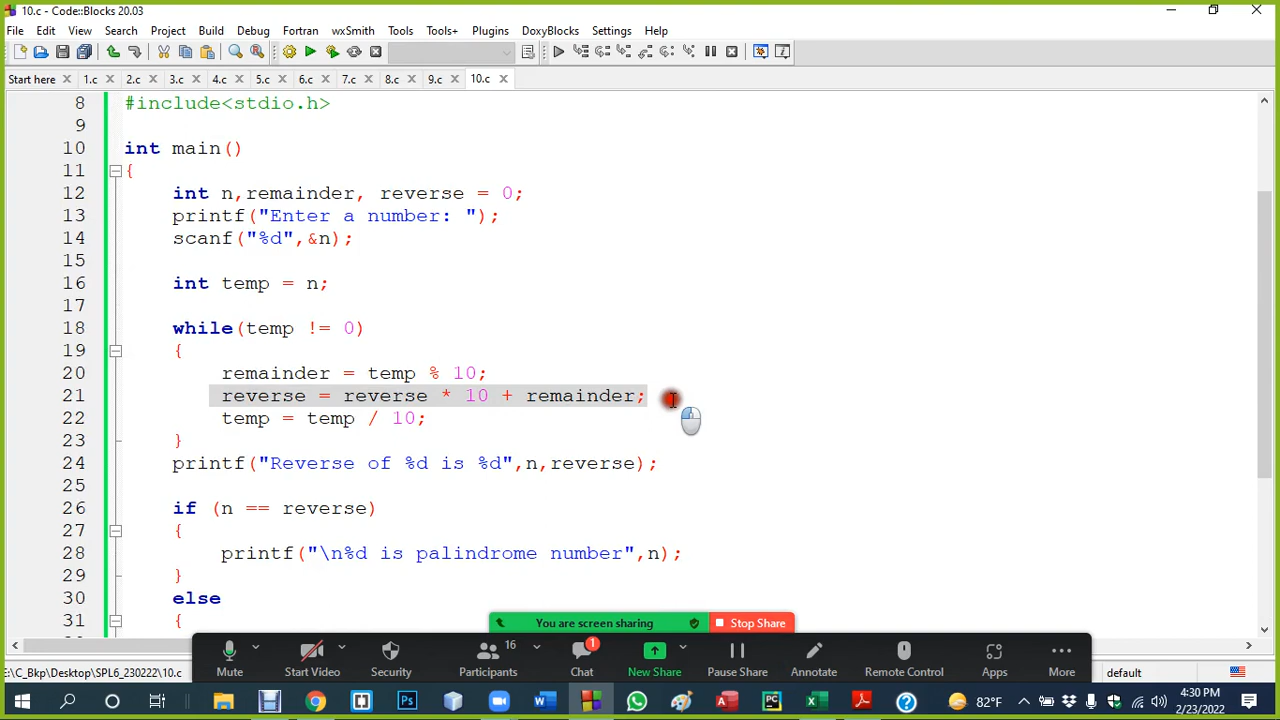 10.c - Code::Blocks 20.03
File Edit View Search Project Build Debug Fortran wxSmith Tools Tools+ Plugins DoxyBlocks Settings Help
Start here 1.c 2.c 3.c 4.c 5.c 6.c 7.c 8.c 9.c 10.c
8 #include<stdio.h>
9
10 int main()
11 {
12 int n,remainder, reverse = 0;
13 printf("Enter a number: ");
14 scanf("%d",&n);
15
16 int temp = n;
17
18 while(temp != 0)
19 {
20 remainder = temp % 10;
21 reverse = reverse * 10 + remainder;
22 temp = temp / 10;
23 }
24 printf("Reverse of %d is %d",n,reverse);
25
26 if (n == reverse)
27 {
28 printf("\n%d is palindrome number",n);
29 }
30 else
31 {
You are screen sharing Stop Share
16 1
Mute Start Video Security Participants Chat New Share Pause Share Annotate Remote Control Apps More
E:\C_Bkp\Desktop\SPL6_230222\10.c default
82°F 4:30 PM
2/23/2022